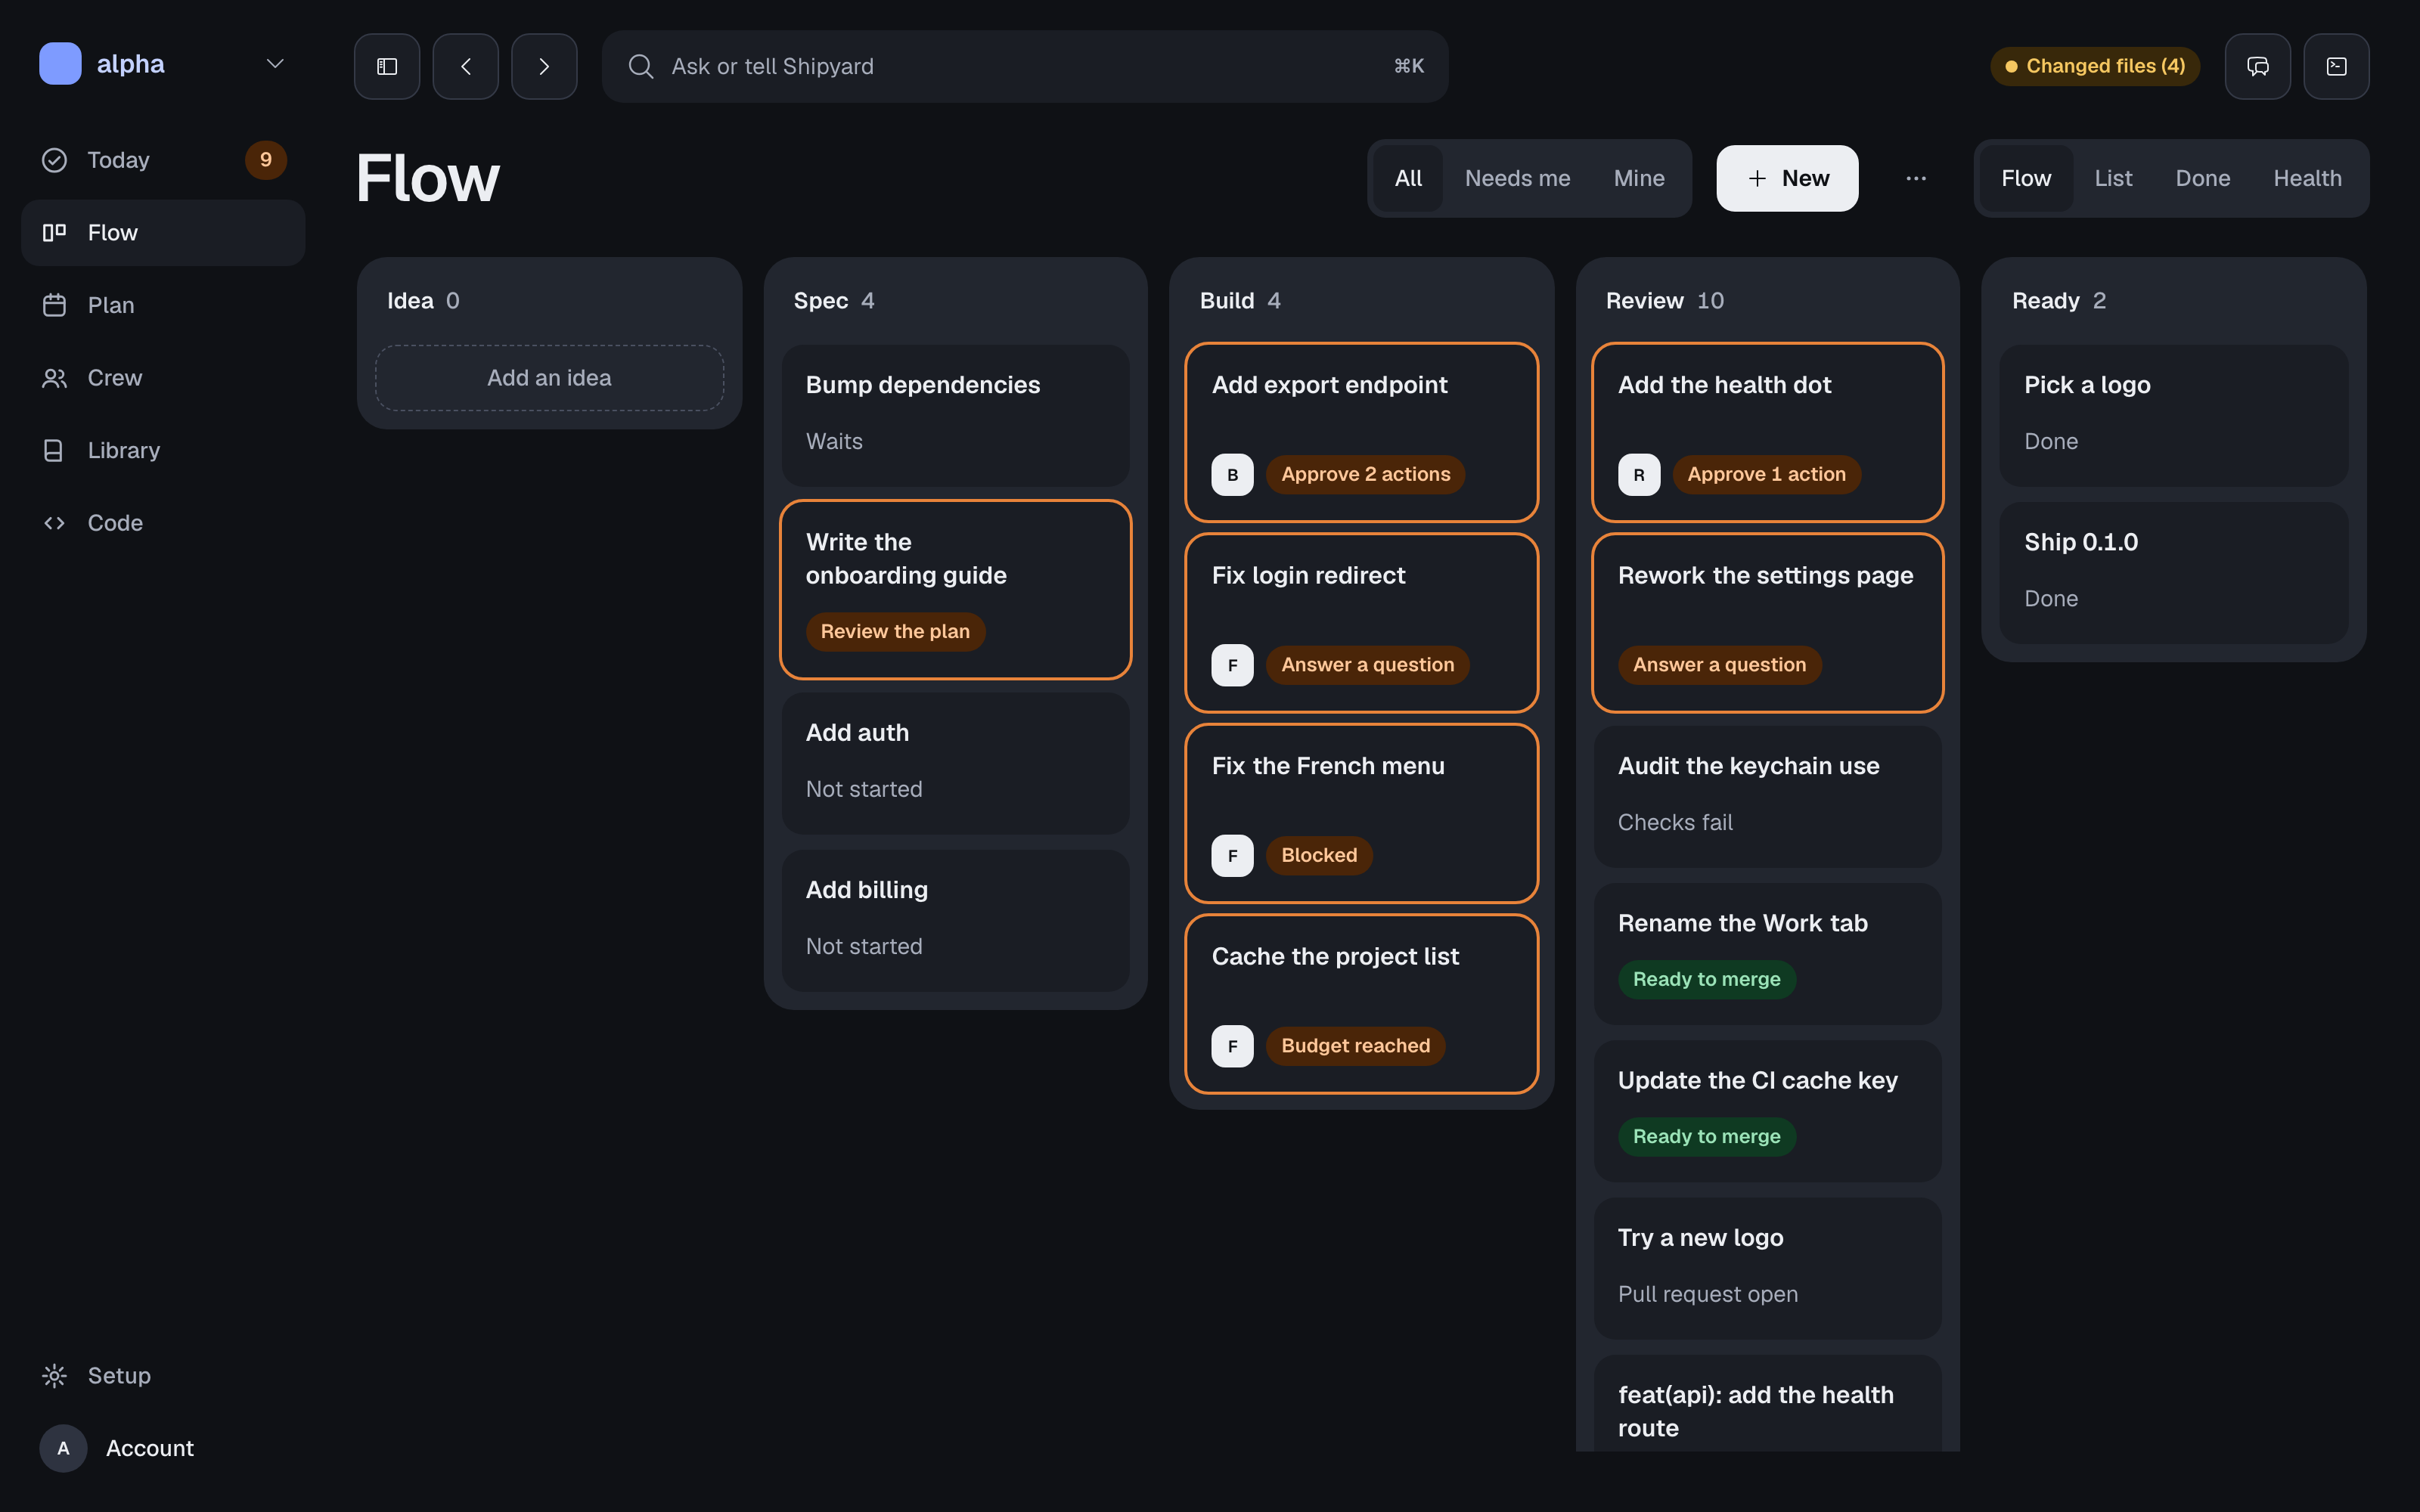 alpha
Today 9
Flow
Plan
Crew
Library
Code
Setup
A Account
Ask or tell Shipyard ⌘K
Changed files (4)
Flow
All Needs me Mine
New
Flow List Done Health
Idea 0
Add an idea
Spec 4
Bump dependencies
Waits
Write the
onboarding guide
Review the plan
Add auth
Not started
Add billing
Not started
Build 4
Add export endpoint
B Approve 2 actions
Fix login redirect
F Answer a question
Fix the French menu
F Blocked
Cache the project list
F Budget reached
Review 10
Add the health dot
R Approve 1 action
Rework the settings page
Answer a question
Audit the keychain use
Checks fail
Rename the Work tab
Ready to merge
Update the CI cache key
Ready to merge
Try a new logo
Pull request open
feat(api): add the health
route
Ready 2
Pick a logo
Done
Ship 0.1.0
Done